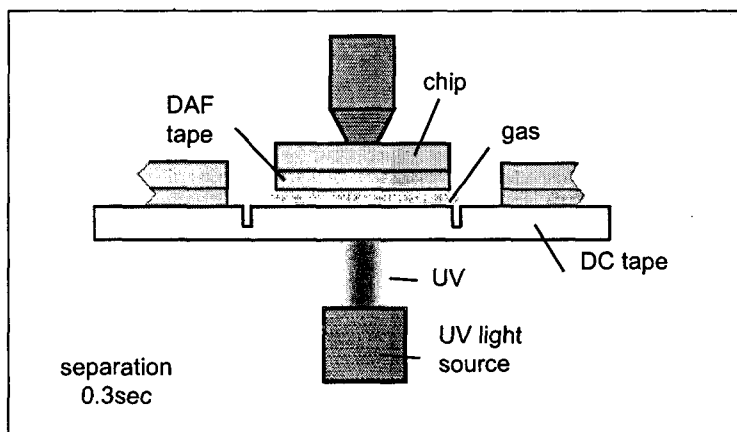 chip
DAF
tape
gas
DC tape
UV
UV light
source
separation
0.3sec